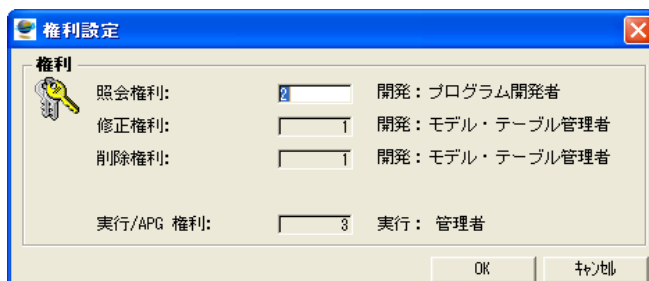 権利設定
権利
照会権利: 2 開発：プログラム開発者
修正権利: 1 開発：モデル・テーブル管理者
削除権利: 1 開発：モデル・テーブル管理者
実行/APG 権利: 3 実行： 管理者
OK ｷｬﾝｾﾙ